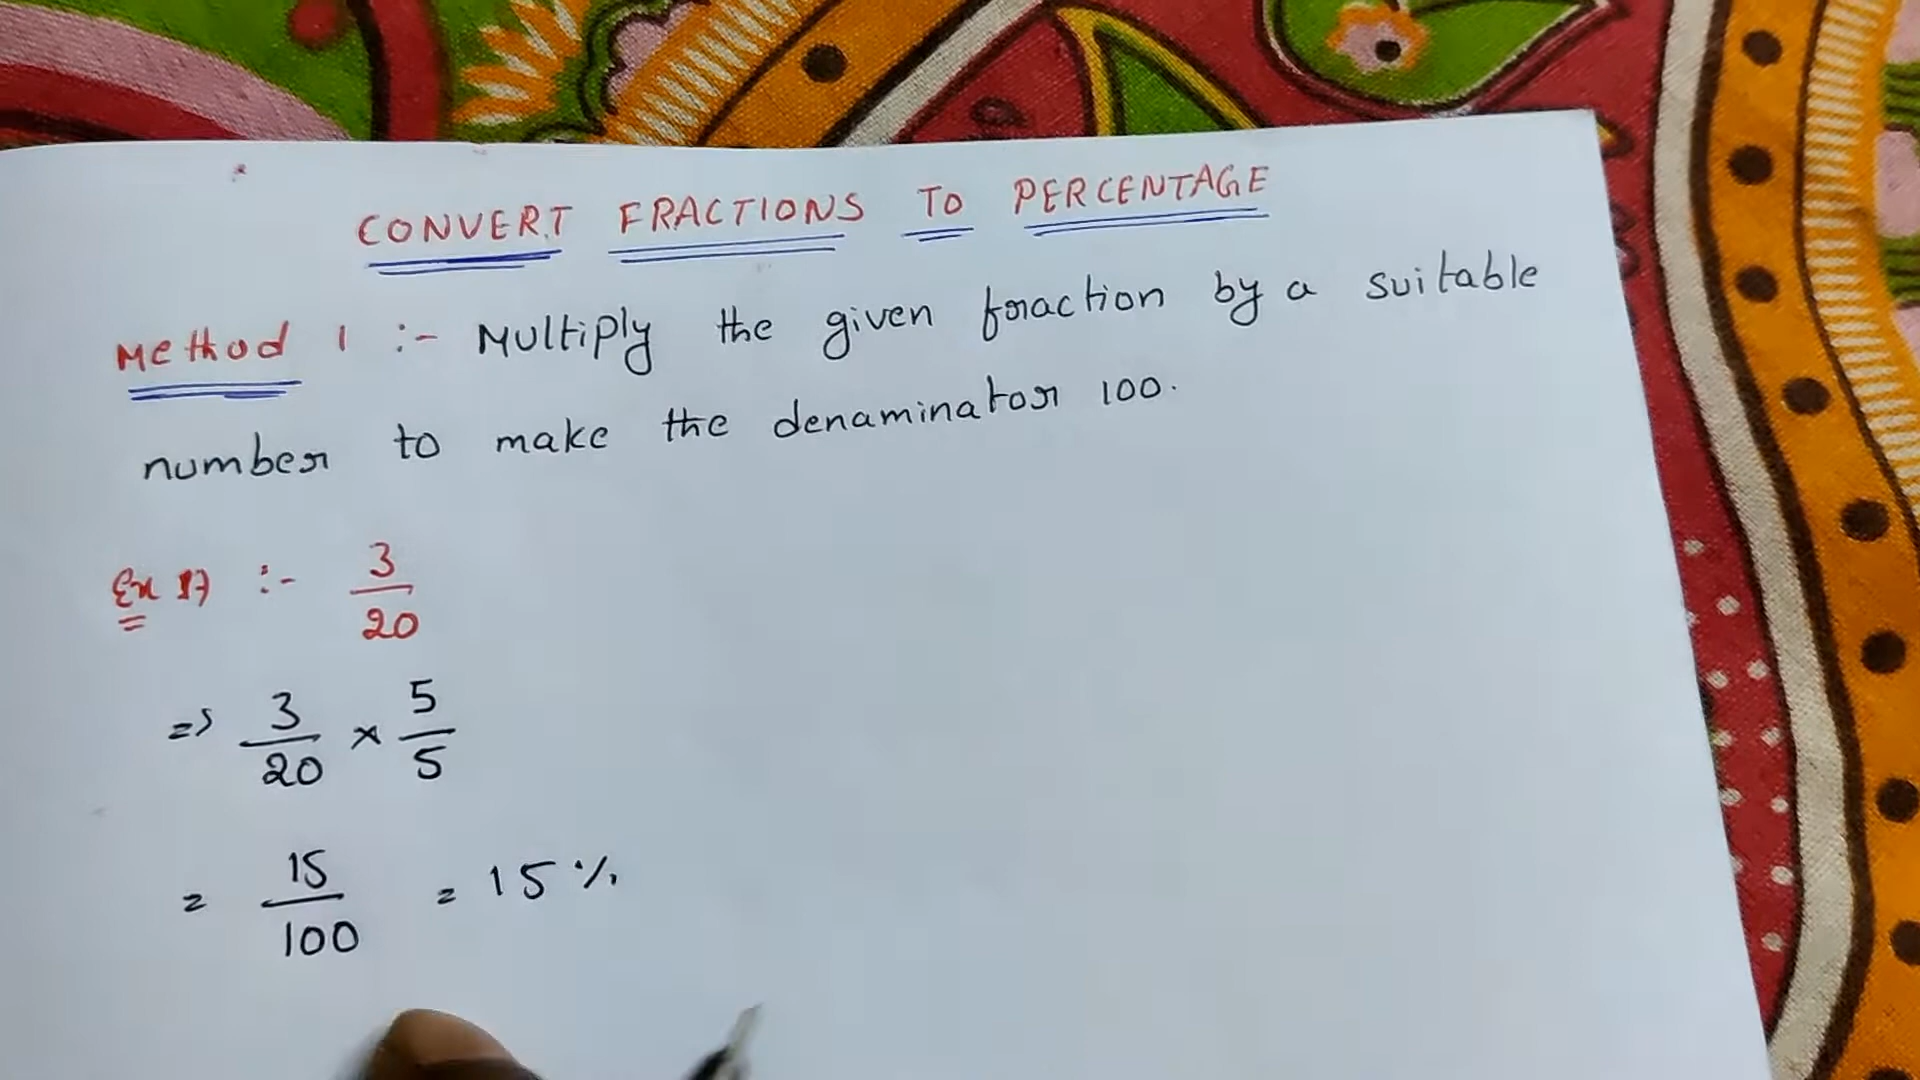 CONVERT FRACTIONS TO PERCENTAGE
Method 1 :- Multiply the given fraction by a suitable
number to make the denaminator 100.
Ex 1) :- 3/20
=> 3/20 × 5/5
= 15/100 = 15%